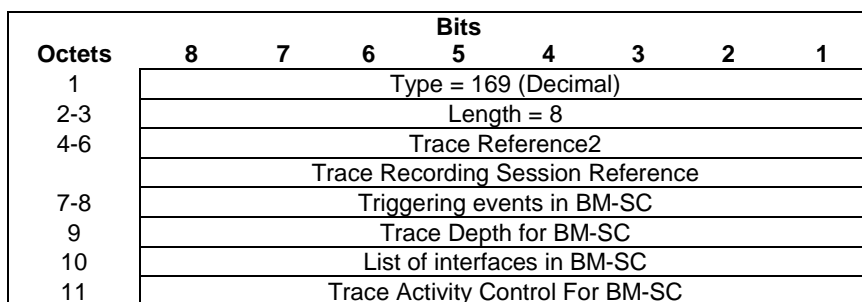 Bits
Octets 8 7 6 5 4 3 2 1
1 Type = 169 (Decimal)
2-3 Length = 8
4-6 Trace Reference2
Trace Recording Session Reference
7-8 Triggering events in BM-SC
9 Trace Depth for BM-SC
10 List of interfaces in BM-SC
11 Trace Activity Control For BM-SC